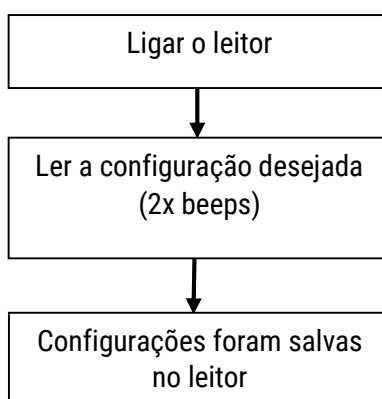 Ligar o leitor
Ler a configuração desejada
(2x beeps)
Configurações foram salvas
no leitor